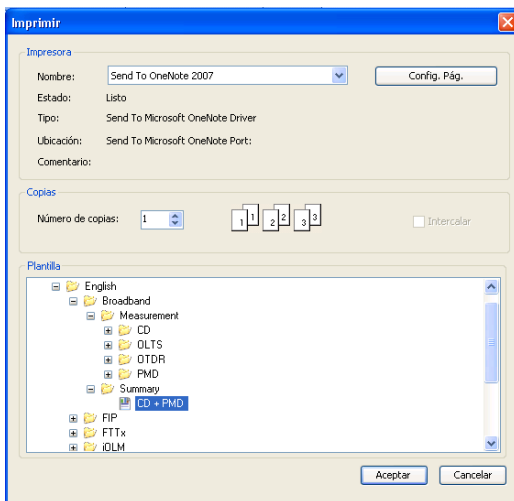 Imprimir
Impresora
Nombre: Send To OneNote 2007 Config. Pág.
Estado: Listo
Tipo: Send To Microsoft OneNote Driver
Ubicación: Send To Microsoft OneNote Port:
Comentario:
Copias
Número de copias: 1 1 1 2 2 3 3 Intercalar
Plantilla
English
Broadband
Measurement
CD
OLTS
OTDR
PMD
Summary
CD + PMD
FIP
FTTx
iOLM
Aceptar Cancelar